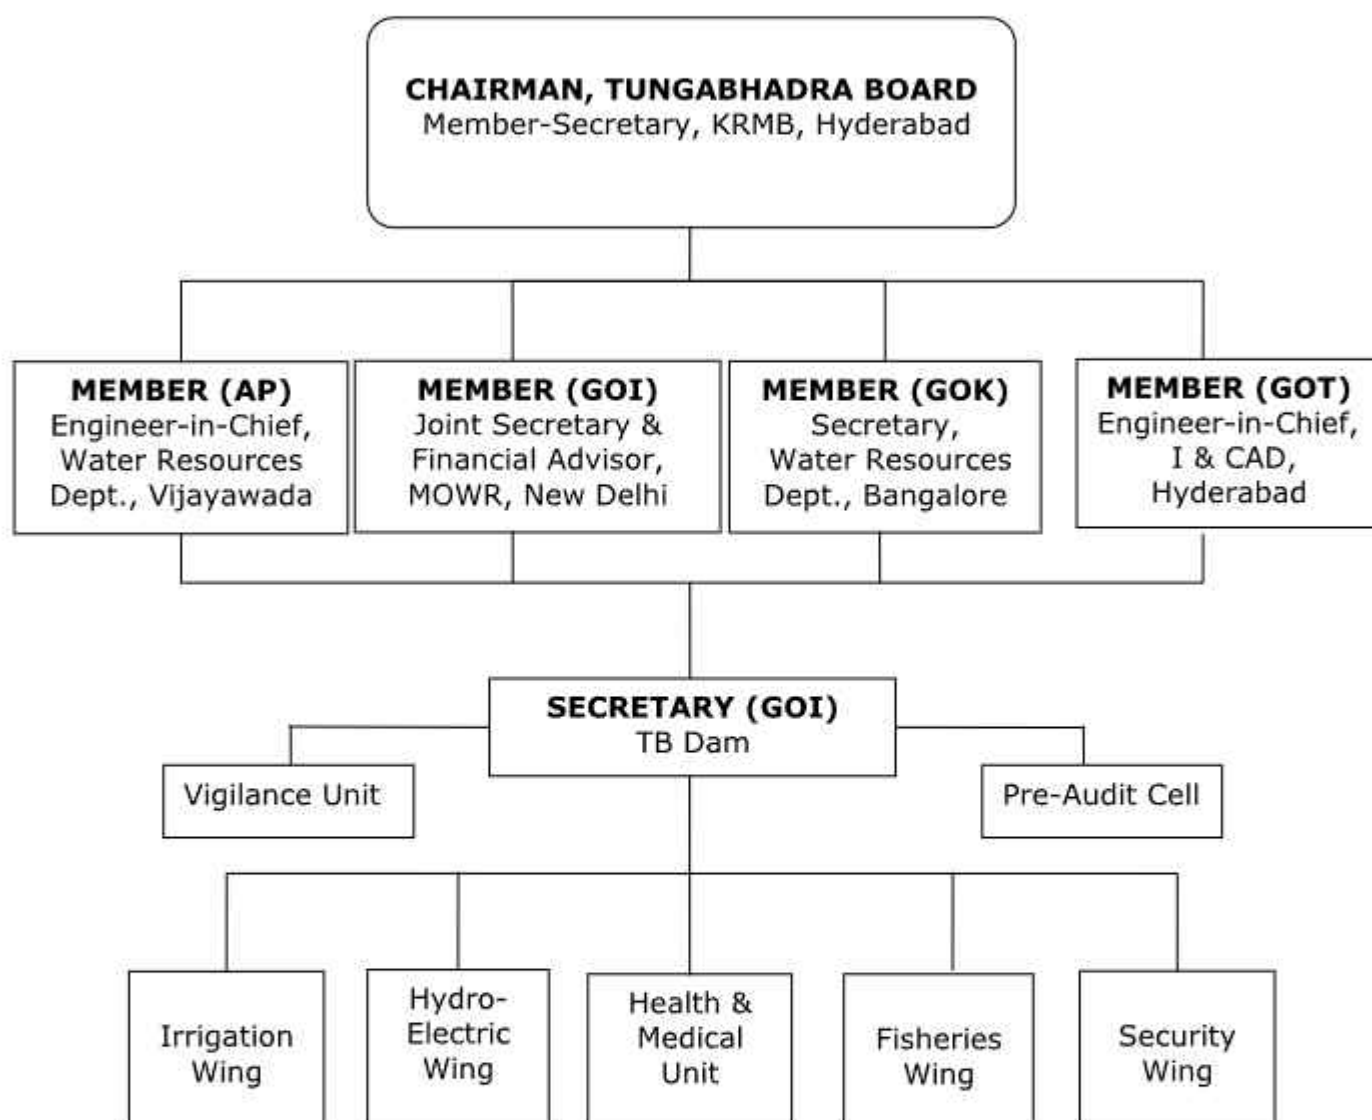 CHAIRMAN, TUNGABHADRA BOARD
Member-Secretary, KRMB, Hyderabad
MEMBER (AP)
Engineer-in-Chief,
Water Resources
Dept., Vijayawada
MEMBER (GOI)
Joint Secretary &
Financial Advisor,
MOWR, New Delhi
MEMBER (GOK)
Secretary,
Water Resources
Dept., Bangalore
MEMBER (GOT)
Engineer-in-Chief,
I & CAD,
Hyderabad
SECRETARY (GOI)
TB Dam
Vigilance Unit
Pre-Audit Cell
Irrigation
Wing
Hydro-
Electric
Wing
Health &
Medical
Unit
Fisheries
Wing
Security
Wing